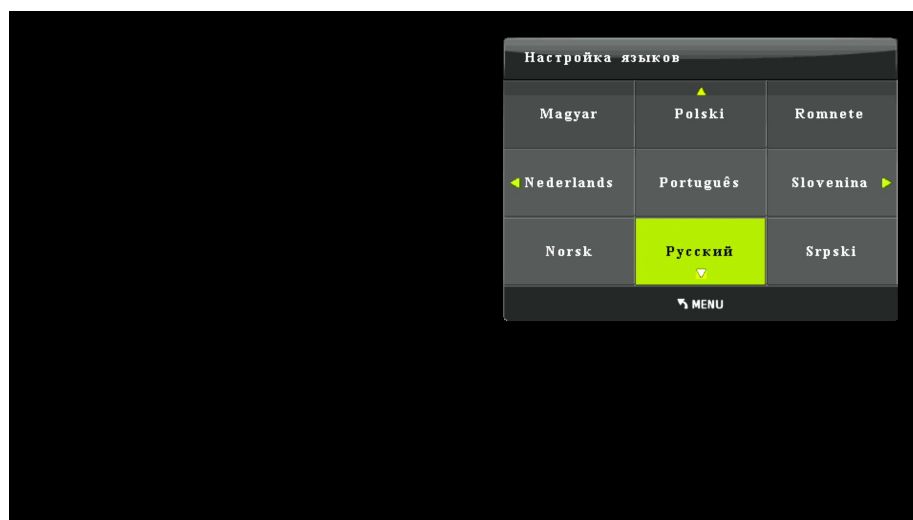 Настройка языков
Magyar Polski Romnete
Nederlands Português Slovenina
Norsk Русский Srpski
MENU